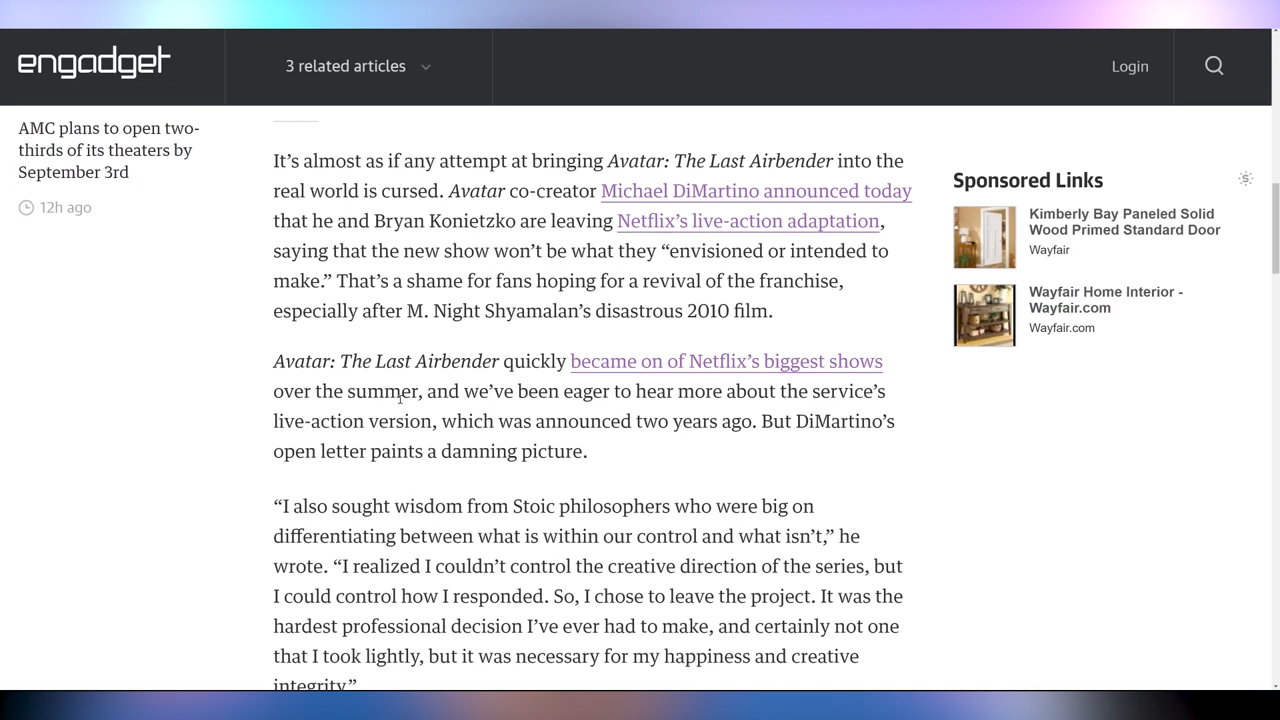 engadget
3 related articles
Login
AMC plans to open two-
thirds of its theaters by
September 3rd
12h ago
It’s almost as if any attempt at bringing Avatar: The Last Airbender into the
real world is cursed. Avatar co-creator Michael DiMartino announced today
that he and Bryan Konietzko are leaving Netflix’s live-action adaptation,
saying that the new show won’t be what they “envisioned or intended to
make.” That’s a shame for fans hoping for a revival of the franchise,
especially after M. Night Shyamalan’s disastrous 2010 film.
Avatar: The Last Airbender quickly became on of Netflix’s biggest shows
over the summer, and we’ve been eager to hear more about the service’s
live-action version, which was announced two years ago. But DiMartino’s
open letter paints a damning picture.
“I also sought wisdom from Stoic philosophers who were big on
differentiating between what is within our control and what isn’t,” he
wrote. “I realized I couldn’t control the creative direction of the series, but
I could control how I responded. So, I chose to leave the project. It was the
hardest professional decision I’ve ever had to make, and certainly not one
that I took lightly, but it was necessary for my happiness and creative
integrity.”
Sponsored Links
Kimberly Bay Paneled Solid
Wood Primed Standard Door
Wayfair
Wayfair Home Interior -
Wayfair.com
Wayfair.com